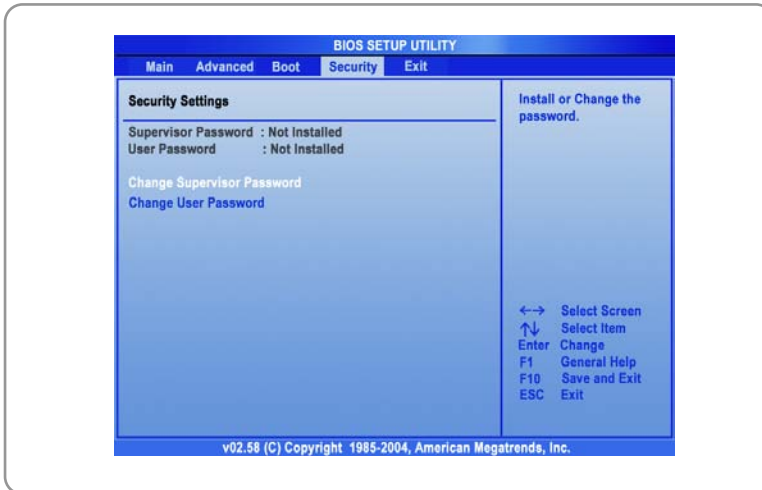 BIOS SETUP UTILITY
Main Advanced Boot Security Exit
Security Settings
Supervisor Password : Not Installed
User Password : Not Installed
Change Supervisor Password
Change User Password
Install or Change the
password.
←→ Select Screen
↑↓ Select Item
Enter Change
F1 General Help
F10 Save and Exit
ESC Exit
v02.58 (C) Copyright 1985-2004, American Megatrends, Inc.